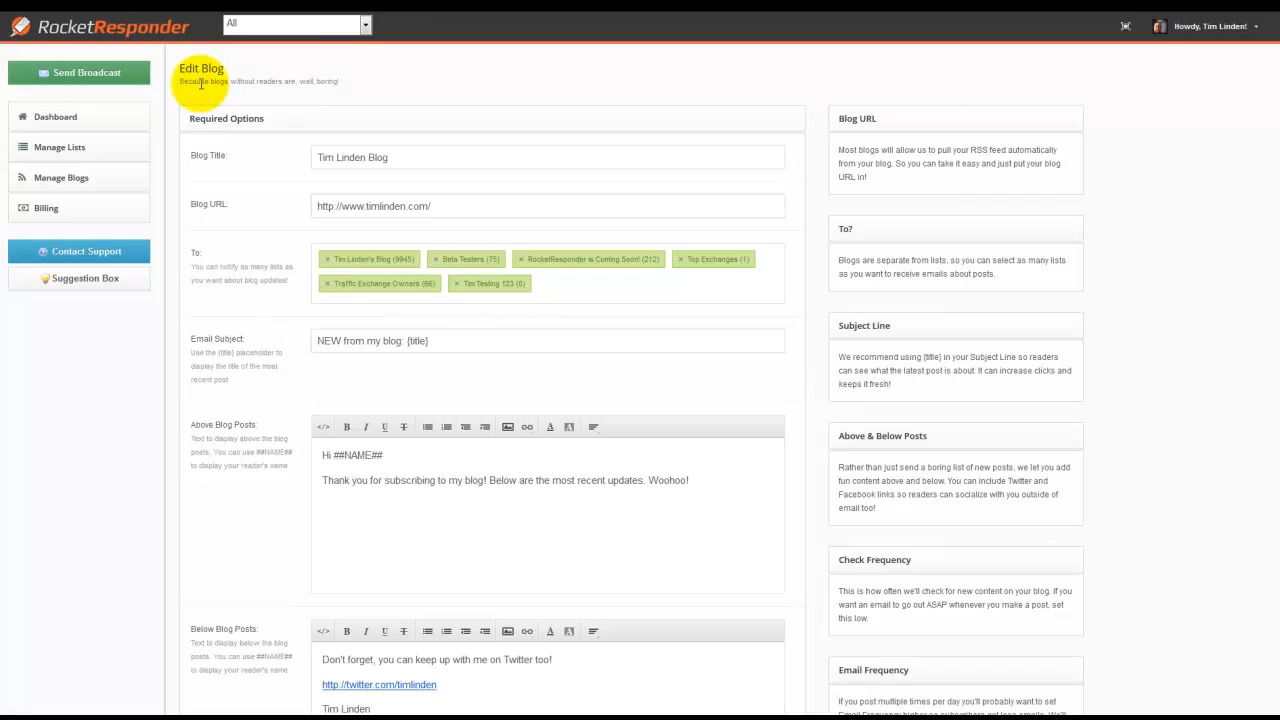 RocketResponder
All
Howdy, Tim Linden!
Send Broadcast
Dashboard
Manage Lists
Manage Blogs
Billing
Contact Support
Suggestion Box
Edit Blog
Because blogs without readers are, well, boring!
Required Options
Blog Title:
Tim Linden Blog
Blog URL:
http://www.timlinden.com/
To:
You can notify as many lists as
you want about blog updates!
× Tim Linden's Blog (9945)
× Beta Testers (75)
× RocketResponder is Coming Soon! (212)
× Top Exchanges (1)
× Traffic Exchange Owners (66)
× Tim Testing 123 (0)
Email Subject:
Use the {title} placeholder to
display the title of the most
recent post
NEW from my blog: {title}
Above Blog Posts:
Text to display above the blog
posts. You can use ##NAME##
to display your reader's name
Hi ##NAME##
Thank you for subscribing to my blog! Below are the most recent updates. Woohoo!
Below Blog Posts:
Text to display below the blog
posts. You can use ##NAME##
to display your reader's name
Don't forget, you can keep up with me on Twitter too!
http://twitter.com/timlinden
Tim Linden
Blog URL
Most blogs will allow us to pull your RSS feed automatically
from your blog. So you can take it easy and just put your blog
URL in!
To?
Blogs are separate from lists, so you can select as many lists
as you want to receive emails about posts.
Subject Line
We recommend using {title} in your Subject Line so readers
can see what the latest post is about. It can increase clicks and
keeps it fresh!
Above & Below Posts
Rather than just send a boring list of new posts, we let you add
fun content above and below. You can include Twitter and
Facebook links so readers can socialize with you outside of
email too!
Check Frequency
This is how often we'll check for new content on your blog. If you
want an email to go out ASAP whenever you make a post, set
this low.
Email Frequency
If you post multiple times per day you'll probably want to set